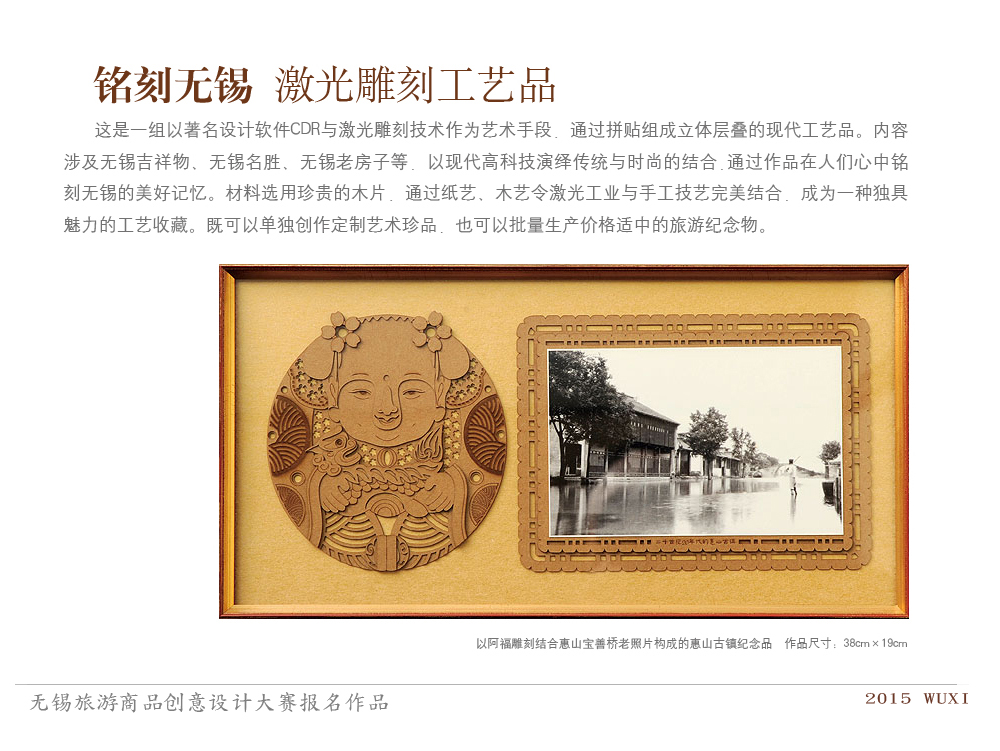 铭刻无锡 激光雕刻工艺品
这是一组以著名设计软件CDR与激光雕刻技术作为艺术手段，通过拼贴组成立体层叠的现代工艺品。内容
涉及无锡吉祥物、无锡名胜、无锡老房子等，以现代高科技演绎传统与时尚的结合,通过作品在人们心中铭
刻无锡的美好记忆。材料选用珍贵的木片，通过纸艺、木艺令激光工业与手工技艺完美结合，成为一种独具
魅力的工艺收藏。既可以单独创作定制艺术珍品，也可以批量生产价格适中的旅游纪念物。
以阿福雕刻结合惠山宝善桥老照片构成的惠山古镇纪念品 作品尺寸：38cm×19cm
无锡旅游商品创意设计大赛报名作品
2015 WUXI